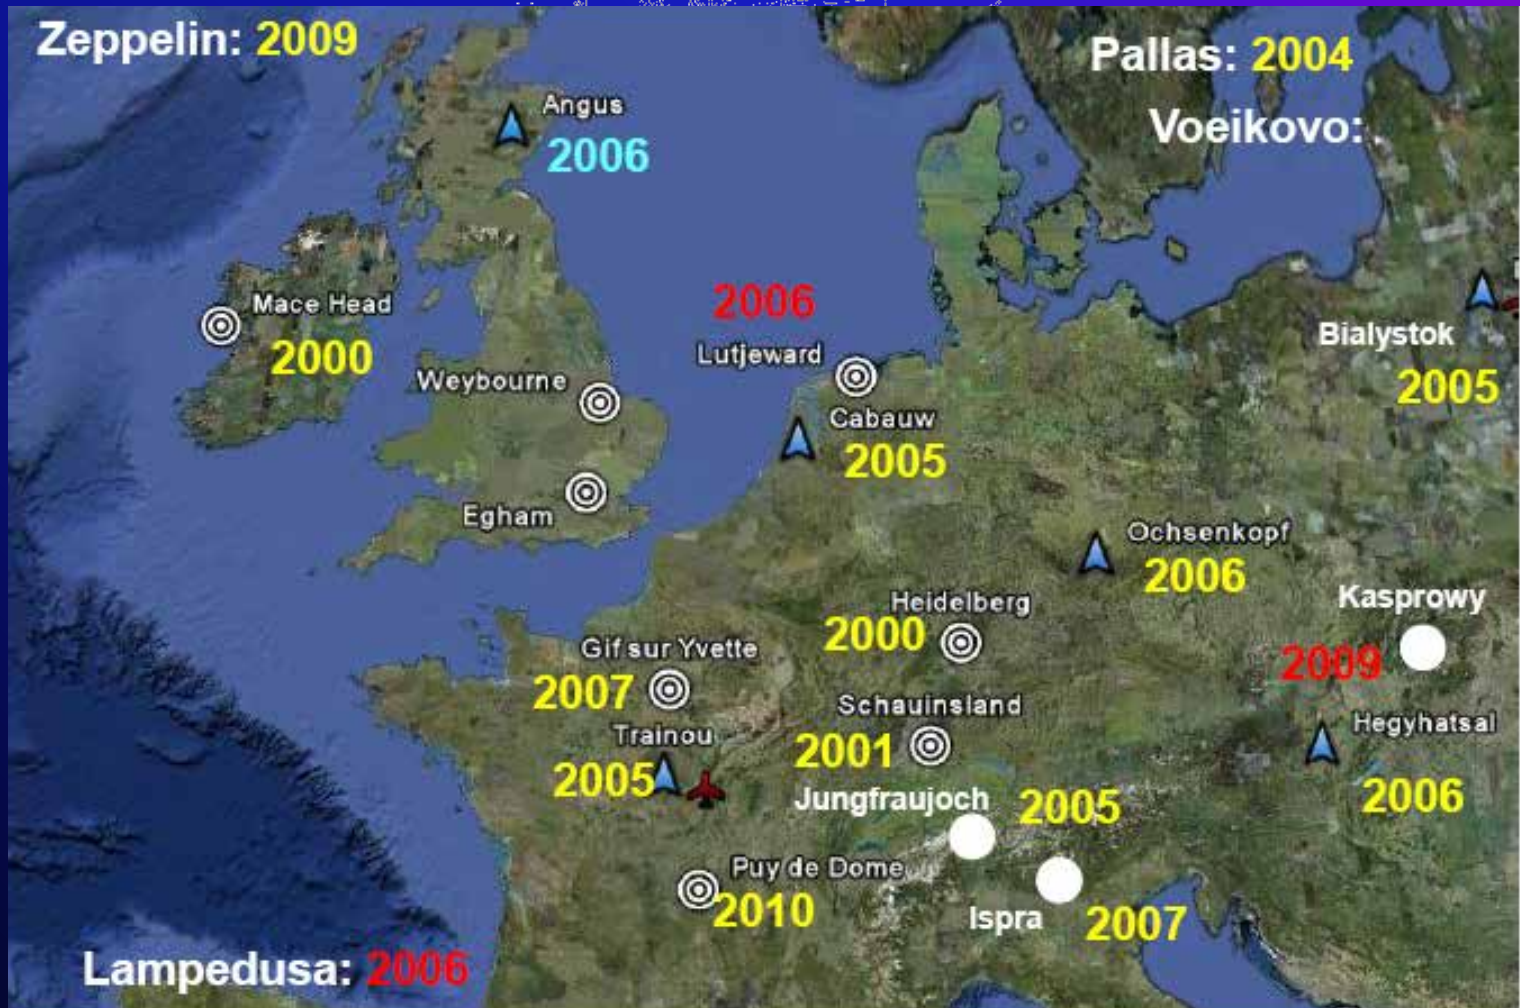 Zeppelin: 2009
Pallas: 2004
Angus
2006
Voeikovo: .
Mace Head
2000
2006
Lutjeward
Bialystok
2005
Weybourne
Cabauw
2005
Egham
Ochsenkopf
2006
Kasprowy
2009
Heidelberg
2000
Gif sur Yvette
2007
Schauinsland
2001
Hegyhatsal
2006
Trainou
2005
Jungfraujoch
2005
Puy de Dome
2010
Ispra
2007
Lampedusa: 2006